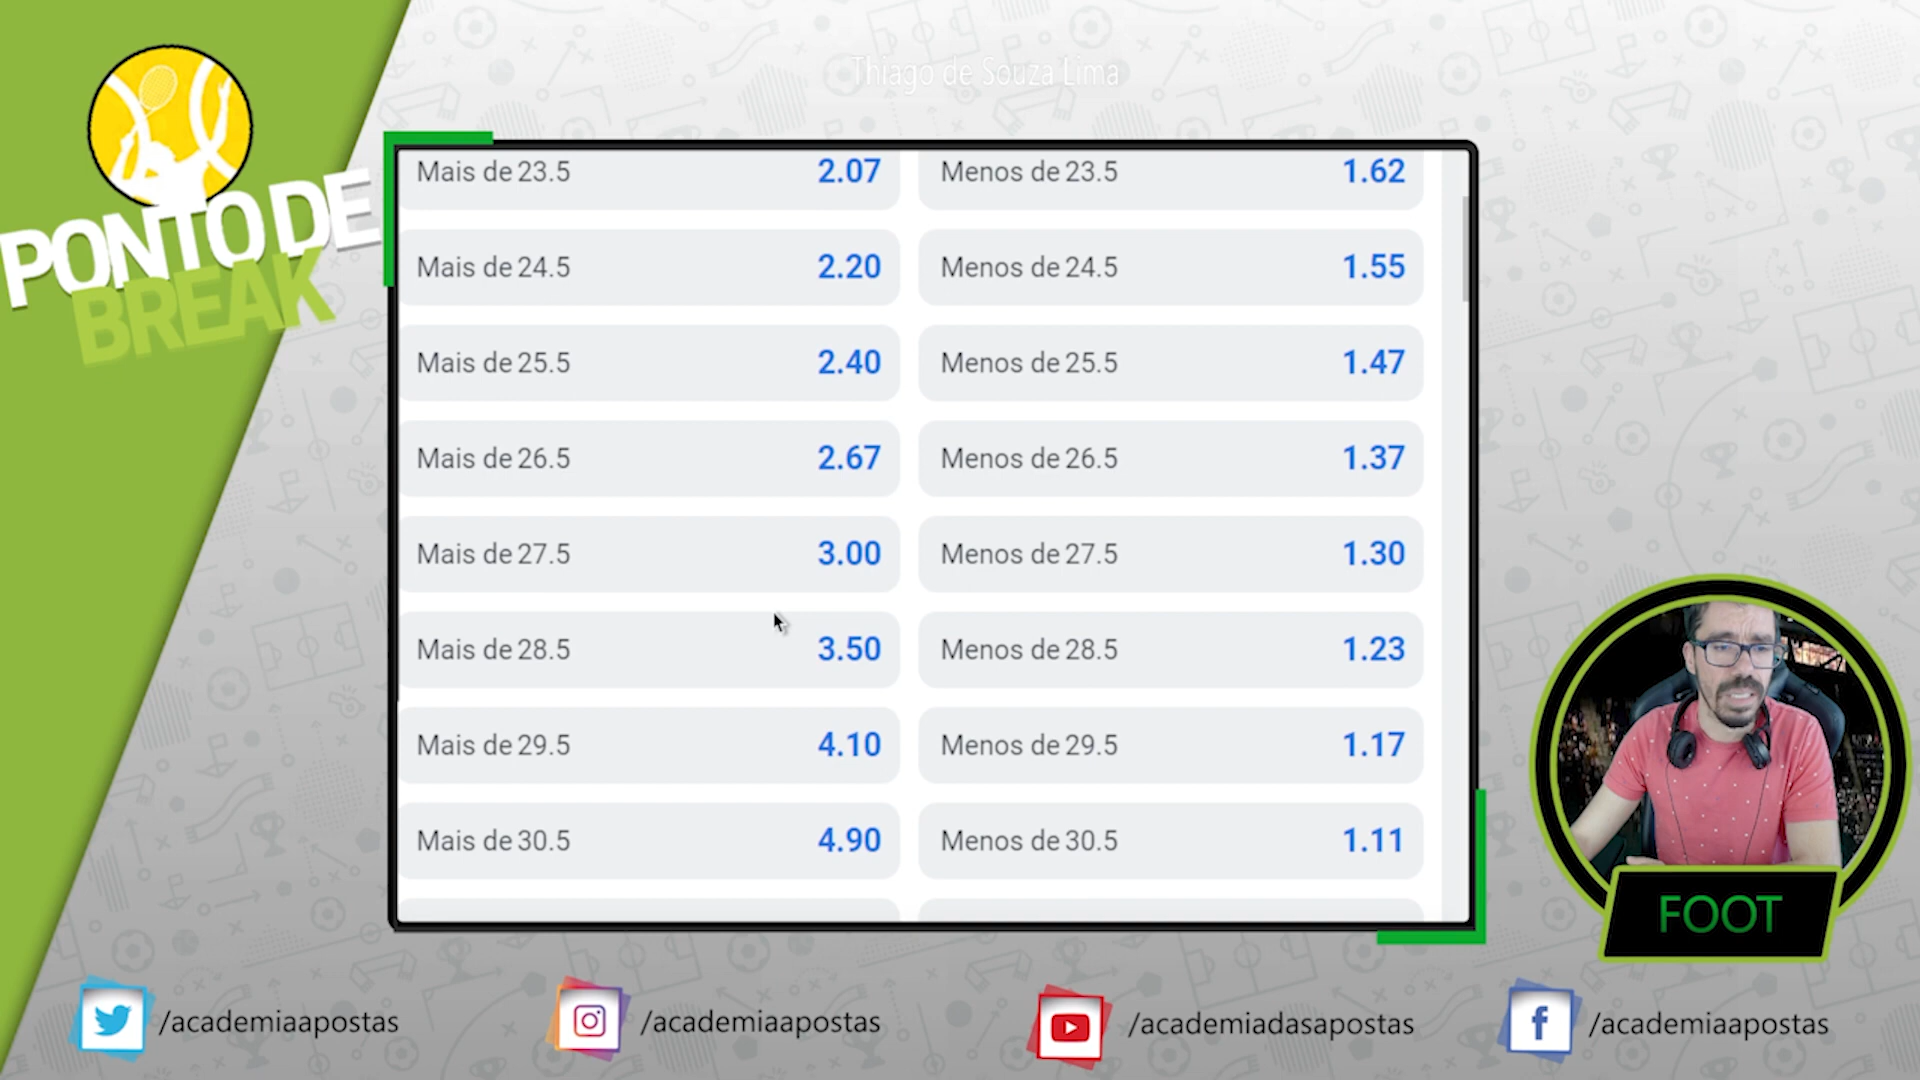 Thiago de Souza Lima
PONTO DE
BREAK
Mais de 23.5 2.07 Menos de 23.5 1.62
Mais de 24.5 2.20 Menos de 24.5 1.55
Mais de 25.5 2.40 Menos de 25.5 1.47
Mais de 26.5 2.67 Menos de 26.5 1.37
Mais de 27.5 3.00 Menos de 27.5 1.30
Mais de 28.5 3.50 Menos de 28.5 1.23
Mais de 29.5 4.10 Menos de 29.5 1.17
Mais de 30.5 4.90 Menos de 30.5 1.11
FOOT
/academiaapostas /academiaapostas /academiadasapostas /academiaapostas